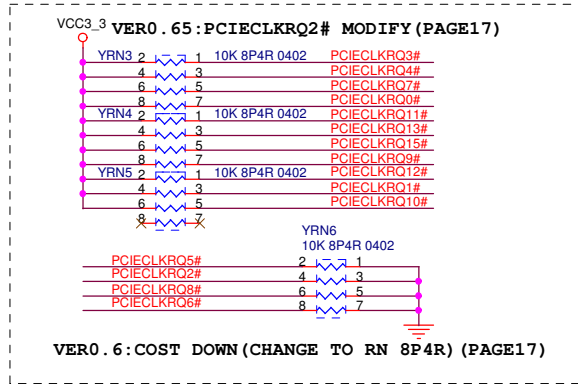 VCC3_3 VER0.65:PCIECLKRQ2# MODIFY(PAGE17)
YRN3 2 1 10K 8P4R 0402 PCIECLKRQ3#
4 3 PCIECLKRQ4#
6 5 PCIECLKRQ7#
8 7 PCIECLKRQ0#
YRN4 2 1 10K 8P4R 0402 PCIECLKRQ11#
4 3 PCIECLKRQ13#
6 5 PCIECLKRQ15#
8 7 PCIECLKRQ9#
YRN5 2 1 10K 8P4R 0402 PCIECLKRQ12#
4 3 PCIECLKRQ1#
6 5 PCIECLKRQ10#
8 7
YRN6
10K 8P4R 0402
PCIECLKRQ5# 2 1
PCIECLKRQ2# 4 3
PCIECLKRQ8# 6 5
PCIECLKRQ6# 8 7
VER0.6:COST DOWN(CHANGE TO RN 8P4R)(PAGE17)